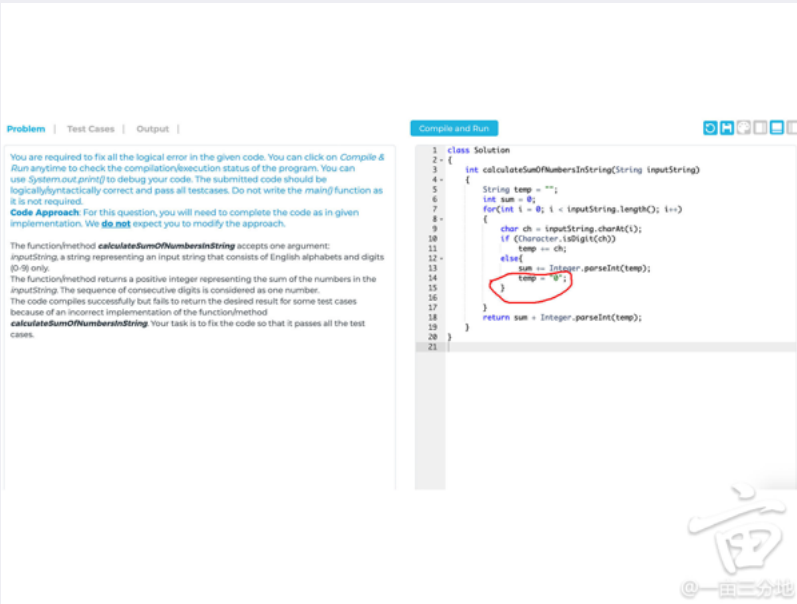 Problem | Test Cases | Output |
Compile and Run
You are required to fix all the logical error in the given code. You can click on Compile &
Run anytime to check the compilation/execution status of the program. You can
use System.out.print() to debug your code. The submitted code should be
logically/syntactically correct and pass all testcases. Do not write the main() function as
it is not required.
Code Approach: For this question, you will need to complete the code as in given
implementation. We do not expect you to modify the approach.
The function/method calculateSumOfNumbersInString accepts one argument:
inputString, a string representing an input string that consists of English alphabets and digits
(0-9) only.
The function/method returns a positive integer representing the sum of the numbers in the
inputString. The sequence of consecutive digits is considered as one number.
The code compiles successfully but fails to return the desired result for some test cases
because of an incorrect implementation of the function/method
calculateSumOfNumbersInString. Your task is to fix the code so that it passes all the test
cases.
1 class Solution
2 {
3 int calculateSumOfNumbersInString(String inputString)
4 {
5 String temp = "";
6 int sum = 0;
7 for(int i = 0; i < inputString.length(); i++)
8 {
9 char ch = inputString.charAt(i);
10 if (Character.isDigit(ch))
11 temp += ch;
12 else{
13 sum += Integer.parseInt(temp);
14 temp = "0";
15 }
16
17 }
18 return sum + Integer.parseInt(temp);
19 }
20 }
21
亩
@一亩三分地